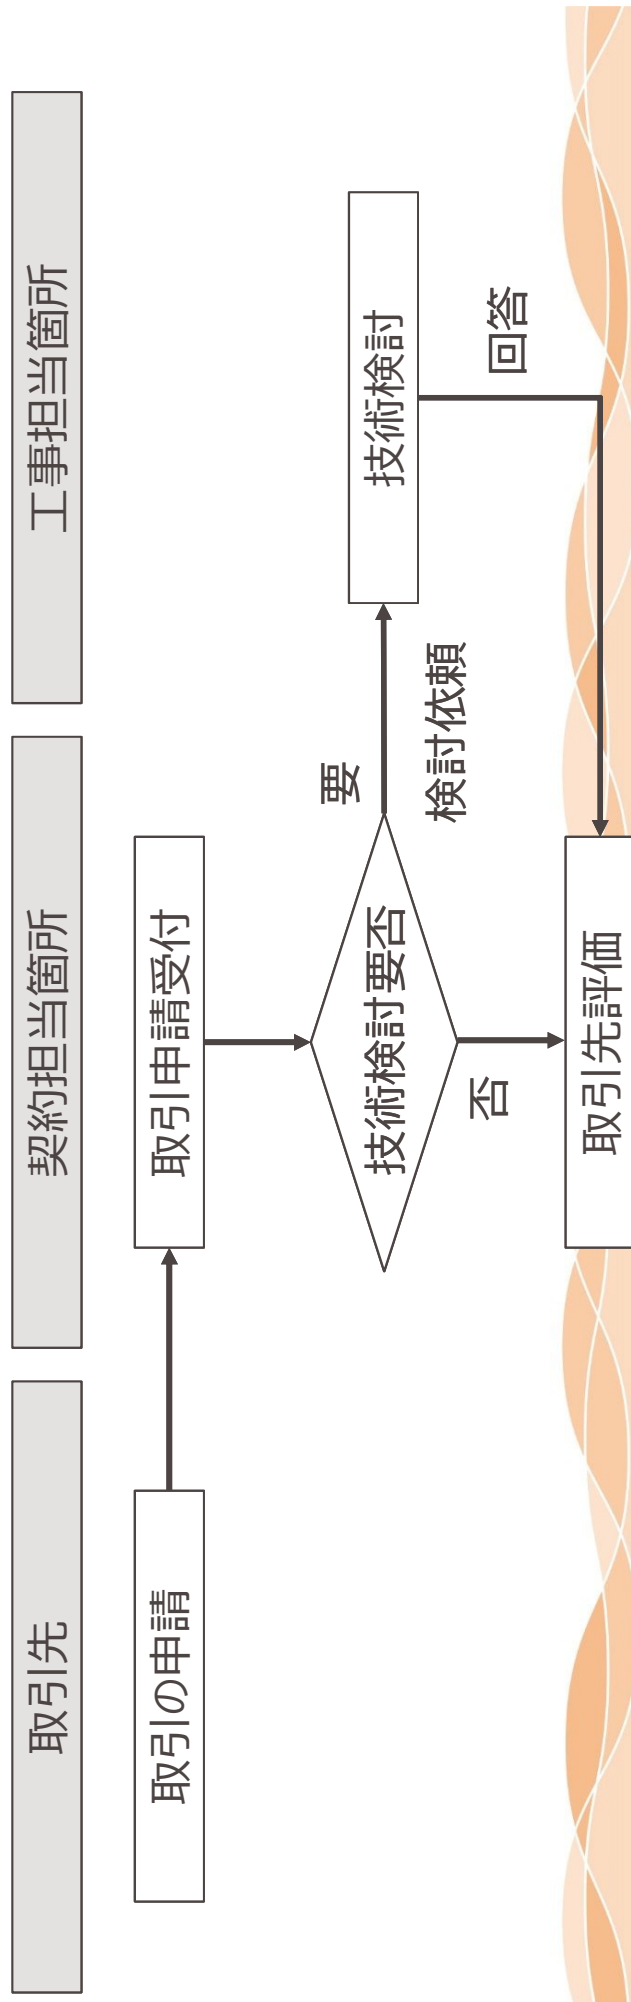 取引先
契約担当箇所
工事担当箇所
取引の申請
取引申請受付
技術検討要否
要
検討依頼
技術検討
否
回答
取引先評価